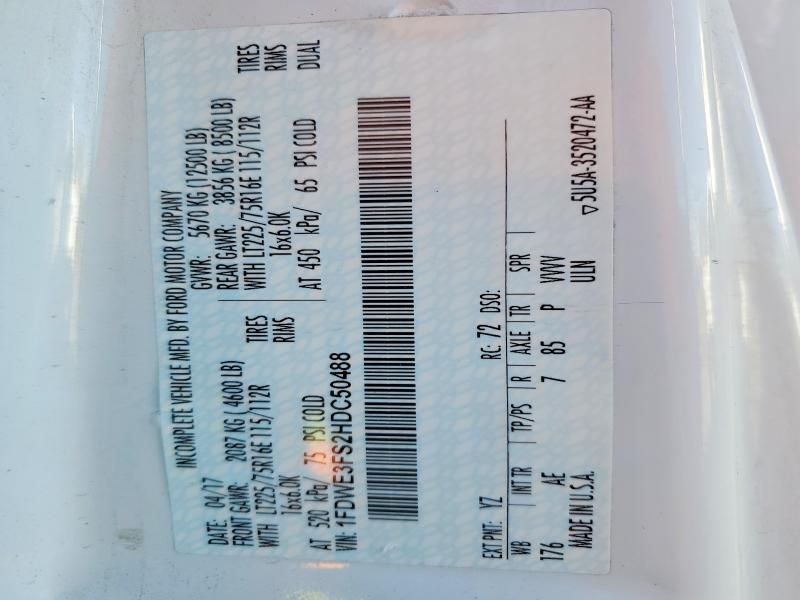 INCOMPLETE VEHICLE MFD. BY FORD MOTOR COMPANY
DATE: 04/17 GVWR: 5670 KG (12500 LB)
FRONT GAWR: 2087 KG (4600 LB) REAR GAWR: 3856 KG (8500 LB)
WITH LT225/75R16E 115/112R TIRES WITH LT225/75R16E 115/112R TIRES
16x6.0K RIMS 16x6.0K RIMS
AT 520 kPa/ 75 PSI COLD AT 450 kPa/ 65 PSI COLD DUAL
VIN: 1FDWE3FS2HDC50488
EXT PNT: YZ RC: 72 DSO:
WB INT TR TP/PS R AXLE TR SPR
176 AE 7 85 P VVVV
MADE IN U.S.A. ULN ▽5U5A-3520472-AA